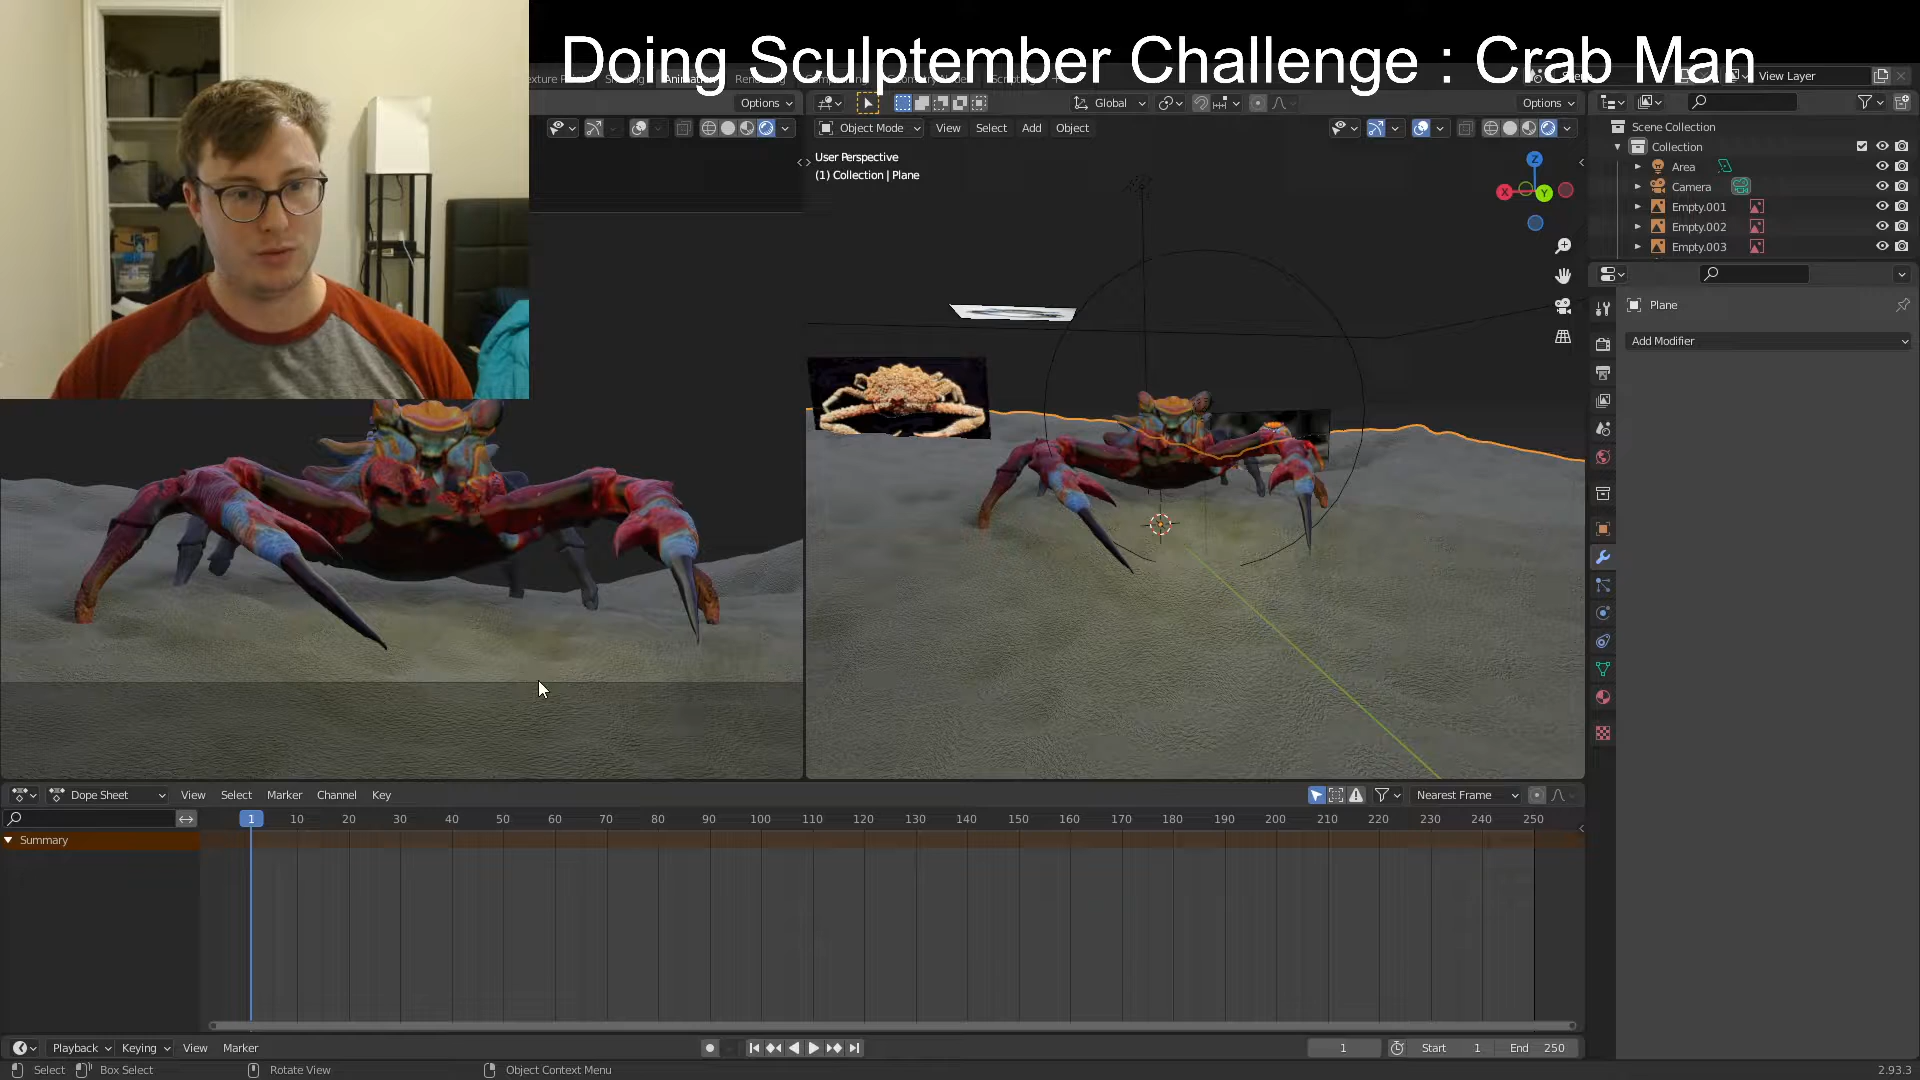 Doing Sculptember Challenge : Crab Man
View Layer
Options
Global
Options
Object Mode
View
Select
Add
Object
User Perspective
(1) Collection | Plane
X
Y
Z
Scene Collection
Collection
Area
Camera
Empty.001
Empty.002
Empty.003
Plane
Add Modifier
Dope Sheet
View
Select
Marker
Channel
Key
Nearest Frame
1 10 20 30 40 50 60 70 80 90 100 110 120 130 140 150 160 170 180 190 200 210 220 230 240 250
Summary
Playback
Keying
View
Marker
1
Start 1
End 250
Select
Box Select
Rotate View
Object Context Menu
2.93.3